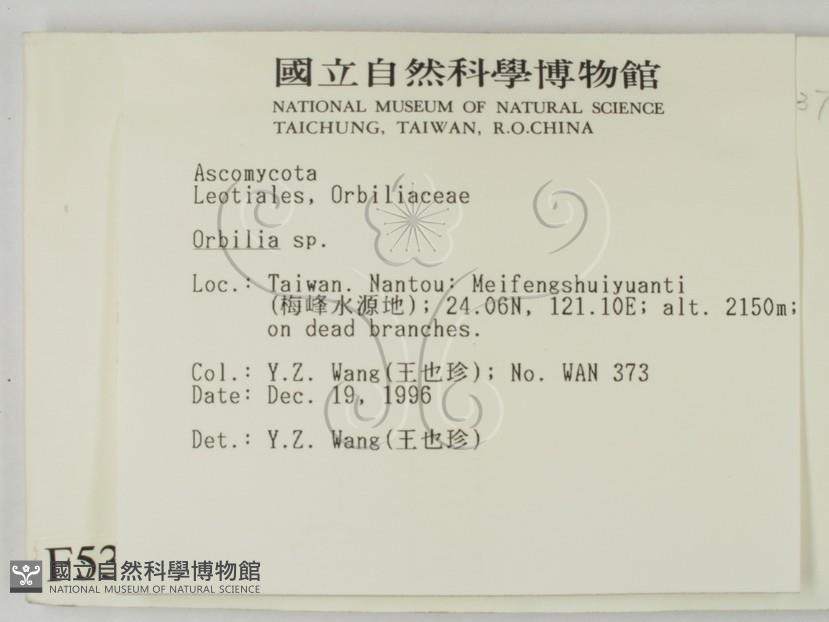 國立自然科學博物館
NATIONAL MUSEUM OF NATURAL SCIENCE
TAICHUNG, TAIWAN, R.O.CHINA
Ascomycota
Leotiales, Orbiliaceae
Orbilia sp.
Loc.: Taiwan. Nantou: Meifengshuiyuanti
(梅峰水源地); 24.06N, 121.10E; alt. 2150m;
on dead branches.
Col.: Y.Z. Wang(王也珍); No. WAN 373
Date: Dec. 19, 1996
Det.: Y.Z. Wang(王也珍)
37
F53
國立自然科學博物館
NATIONAL MUSEUM OF NATURAL SCIENCE